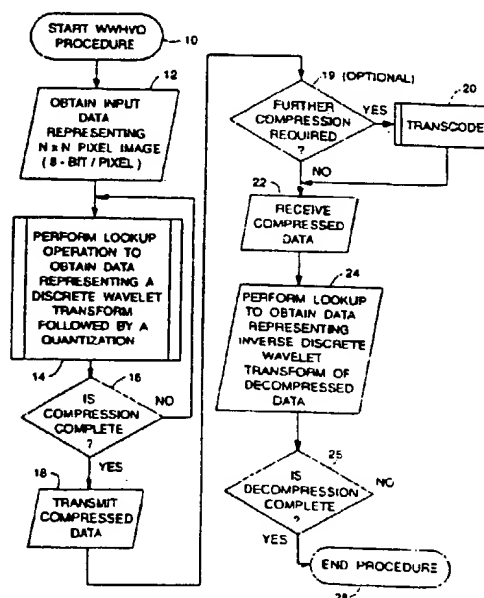 START WWHVQ
PROCEDURE
10
12
OBTAIN INPUT
DATA
REPRESENTING
N x N PIXEL IMAGE
( 8 - BIT / PIXEL )
PERFORM LOOKUP
OPERATION TO
OBTAIN DATA
REPRESENTING A
DISCRETE WAVELET
TRANSFORM
FOLLOWED BY A
QUANTIZATION
14
16
IS
COMPRESSION
COMPLETE
?
NO
YES
18
TRANSMIT
COMPRESSED
DATA
19 (OPTIONAL)
FURTHER
COMPRESSION
REQUIRED
?
YES
20
TRANSCODE
NO
22
RECEIVE
COMPRESSED
DATA
24
PERFORM LOOKUP
TO OBTAIN DATA
REPRESENTING
INVERSE DISCRETE
WAVELET
TRANSFORM OF
DECOMPRESSED
DATA
25
IS
DECOMPRESSION
COMPLETE
?
NO
YES
END PROCEDURE